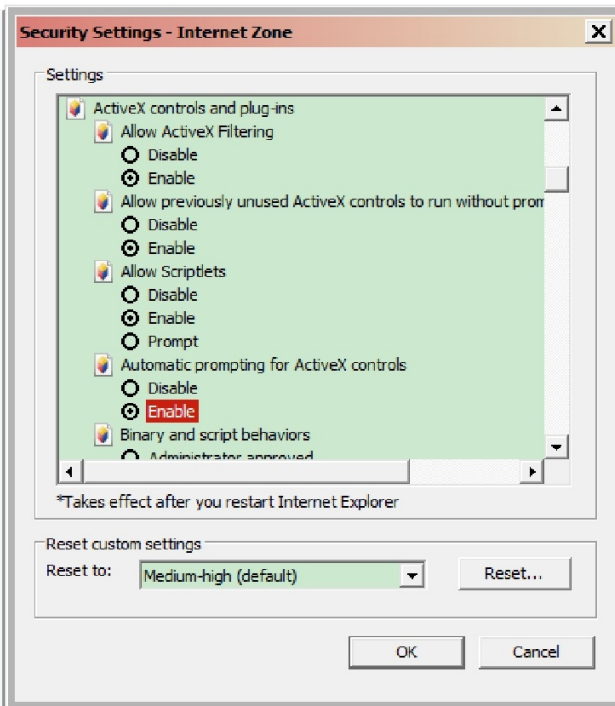 Security Settings - Internet Zone
Settings
ActiveX controls and plug-ins
Allow ActiveX Filtering
Disable
Enable
Allow previously unused ActiveX controls to run without pron
Disable
Enable
Allow Scriptlets
Disable
Enable
Prompt
Automatic prompting for ActiveX controls
Disable
Enable
Binary and script behaviors
Administrator approved
*Takes effect after you restart Internet Explorer
Reset custom settings
Reset to: Medium-high (default) Reset...
OK Cancel